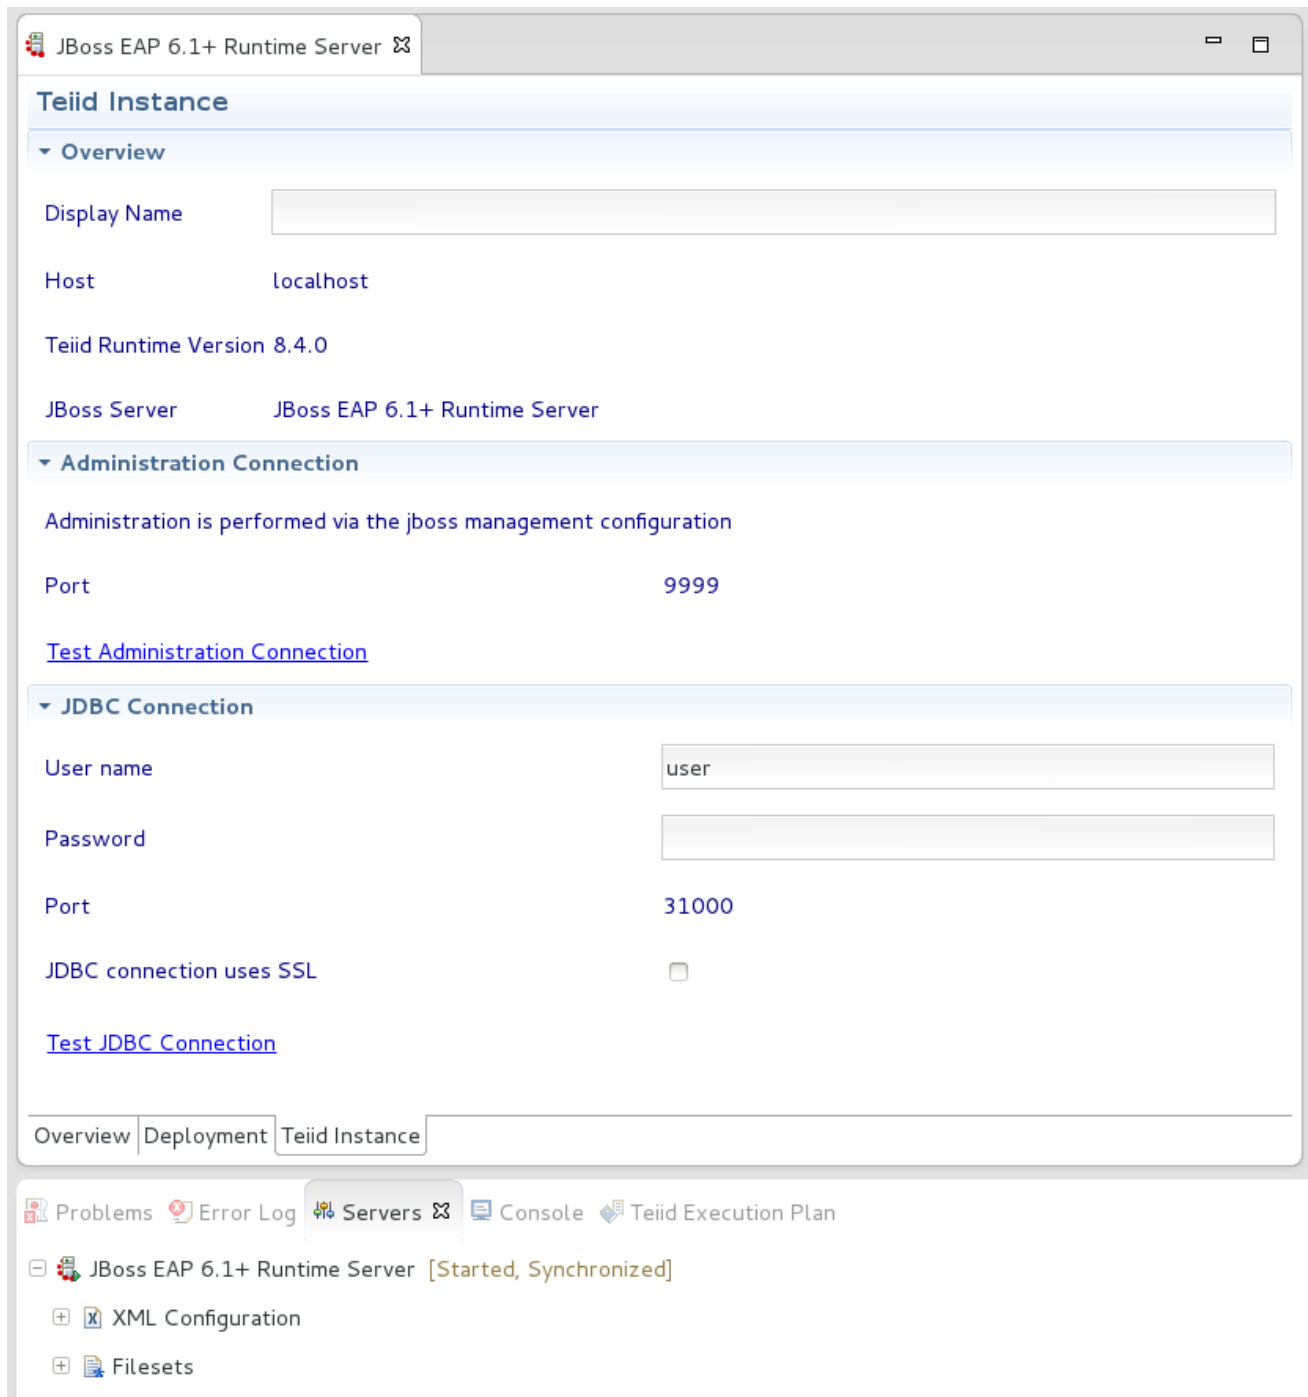 JBoss EAP 6.1+ Runtime Server
Teiid Instance
Overview
Display Name
Host localhost
Teiid Runtime Version 8.4.0
JBoss Server JBoss EAP 6.1+ Runtime Server
Administration Connection
Administration is performed via the jboss management configuration
Port 9999
Test Administration Connection
JDBC Connection
User name user
Password
Port 31000
JDBC connection uses SSL
Test JDBC Connection
Overview Deployment Teiid Instance
Problems Error Log Servers Console Teiid Execution Plan
JBoss EAP 6.1+ Runtime Server [Started, Synchronized]
XML Configuration
Filesets